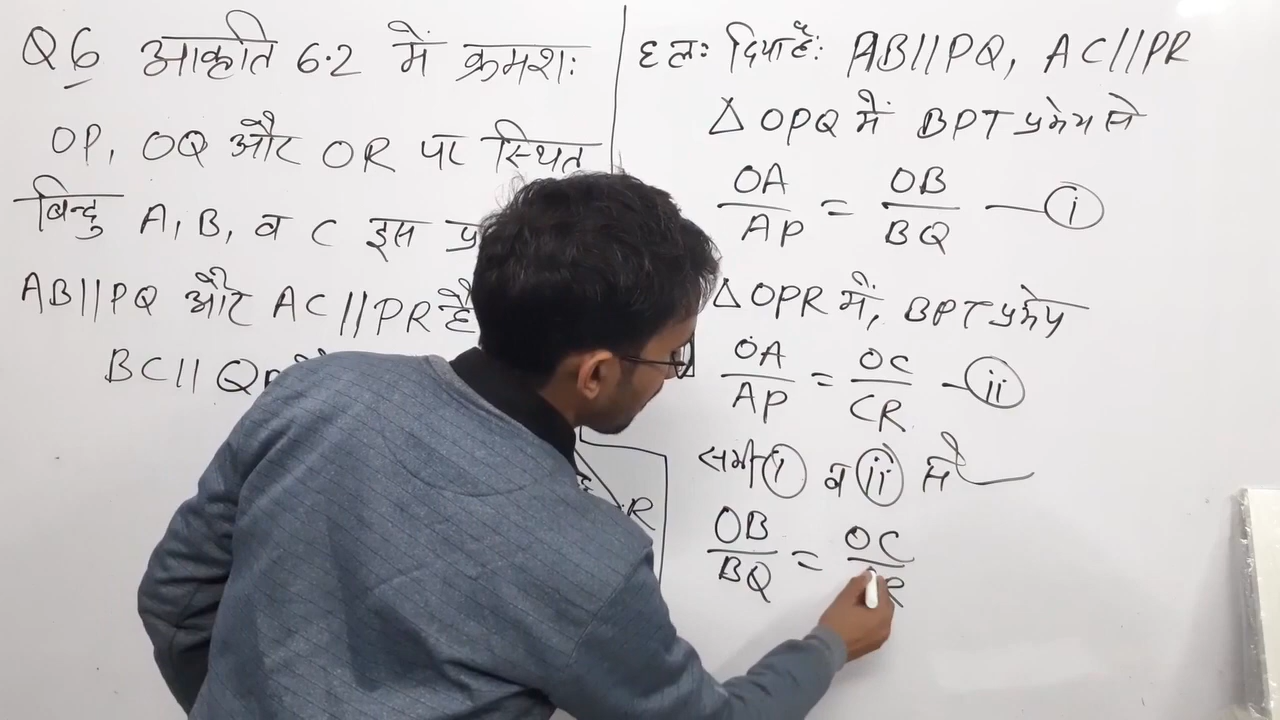 Q6 आकृति 6.2 में क्रमशः
OP, OQ और OR पर स्थित
बिन्दु A, B, व C इस
AB||PQ और AC||PR है
BC|| Q
R
हलः दिया हैः AB||PQ, AC||PR
△OPQ में BPT प्रमेय से
OA/AP = OB/BQ — (i)
△OPR में, BPT प्रमेय
OA/AP = OC/CR — (ii)
समी (i) व (ii) से
OB/BQ = OC/